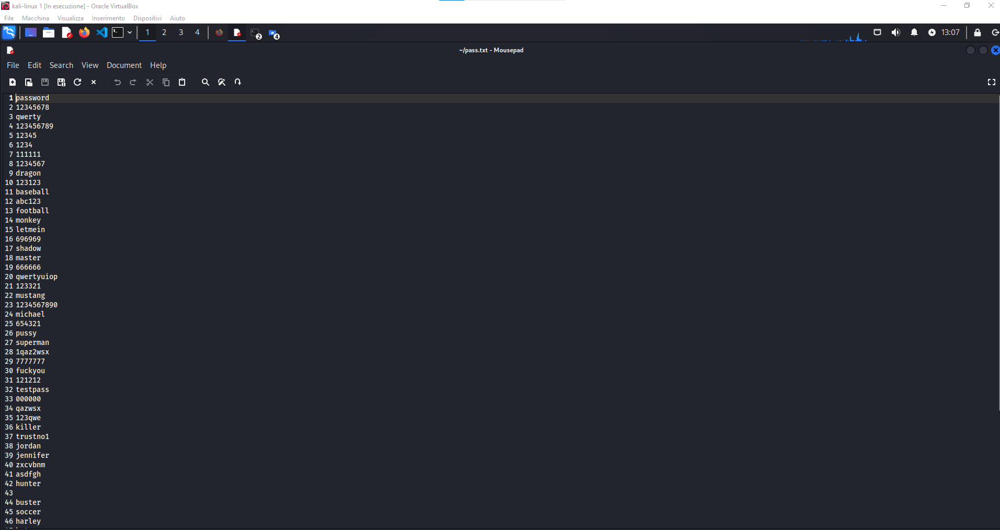 kali-linux 1 [In esecuzione] - Oracle VirtualBox
File Macchina Visualizza Inserimento Dispositivi Aiuto
1 2 3 4 2 4 13:07
~/pass.txt - Mousepad
File Edit Search View Document Help
1 password
2 12345678
3 qwerty
4 123456789
5 12345
6 1234
7 111111
8 1234567
9 dragon
10 123123
11 baseball
12 abc123
13 football
14 monkey
15 letmein
16 696969
17 shadow
18 master
19 666666
20 qwertyuiop
21 123321
22 mustang
23 1234567890
24 michael
25 654321
26 pussy
27 superman
28 1qaz2wsx
29 7777777
30 fuckyou
31 121212
32 testpass
33 000000
34 qazwsx
35 123qwe
36 killer
37 trustno1
38 jordan
39 jennifer
40 zxcvbnm
41 asdfgh
42 hunter
43
44 buster
45 soccer
46 harley